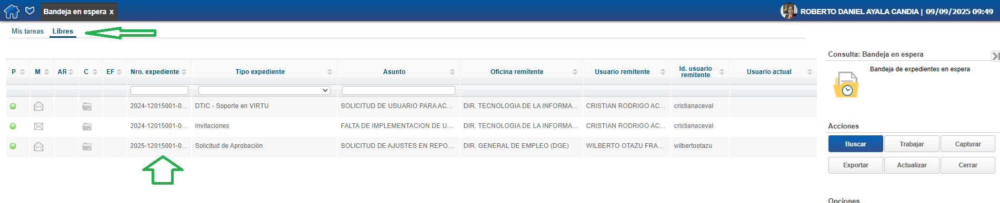 Bandeja en espera x
ROBERTO DANIEL AYALA CANDIA | 09/09/2025 09:49
Mis tareas Libres
Consulta: Bandeja en espera
Bandeja de expedientes en espera
P M AR C EF Nro. expediente Tipo expediente Asunto Oficina remitente Usuario remitente Id. usuario remitente Usuario actual
2024-12015001-0... DTIC - Soporte en VIRTU SOLICITUD DE USUARIO PARA AC... DIR. TECNOLOGIA DE LA INFORMA... CRISTIAN RODRIGO AC... cristianaceval
2024-12015001-0... Invitaciones FALTA DE IMPLEMENTACION DE U... DIR. TECNOLOGIA DE LA INFORMA... CRISTIAN RODRIGO AC... cristianaceval
2025-12015001-0... Solicitud de Aprobación SOLICITUD DE AJUSTES EN REPO... DIR. GENERAL DE EMPLEO (DGE) WILBERTO OTAZU FRA... wilbertootazu
Acciones
Buscar Trabajar Capturar
Exportar Actualizar Cerrar
Opciones